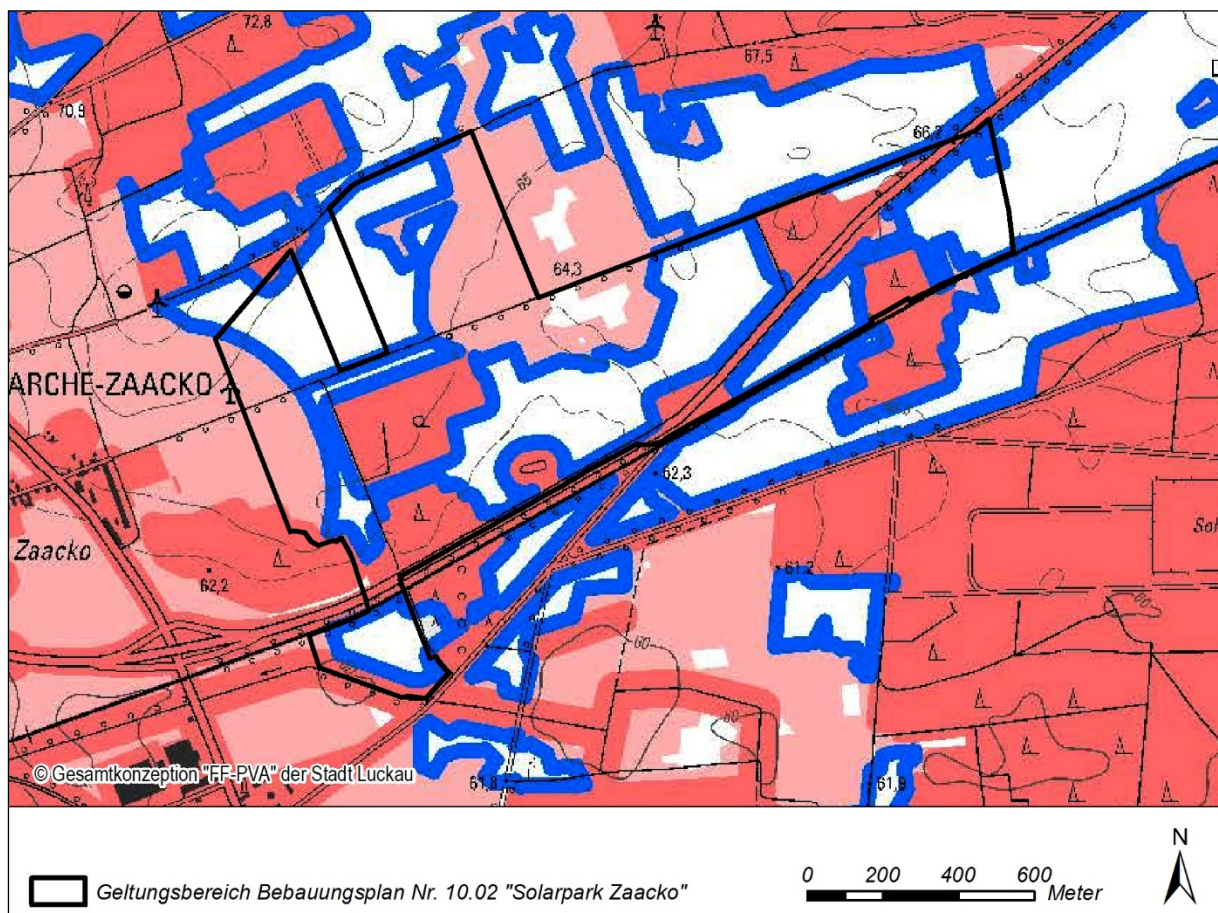 72,8
67,5
70,9
66,2
65
64,3
ARCHE-ZAACKO
62,3
Zaacko
62,2
61,2
Sol
60
60
60
61,8
61,9
© Gesamtkonzeption "FF-PVA" der Stadt Luckau
N
Geltungsbereich Bebauungsplan Nr. 10.02 "Solarpark Zaacko"
0 200 400 600
Meter